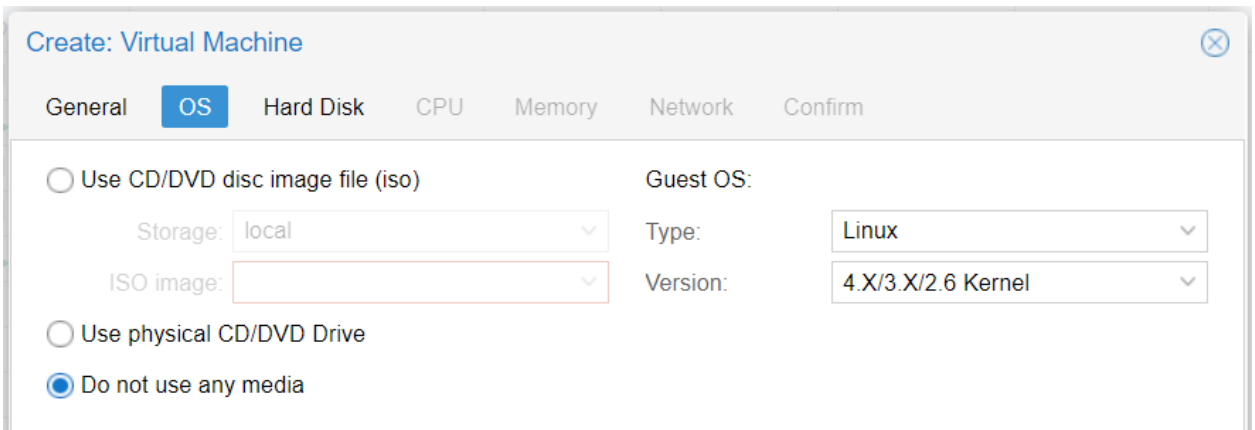 Create: Virtual Machine
General OS Hard Disk CPU Memory Network Confirm
Use CD/DVD disc image file (iso)
Storage: local
ISO image:
Use physical CD/DVD Drive
Do not use any media
Guest OS:
Type: Linux
Version: 4.X/3.X/2.6 Kernel